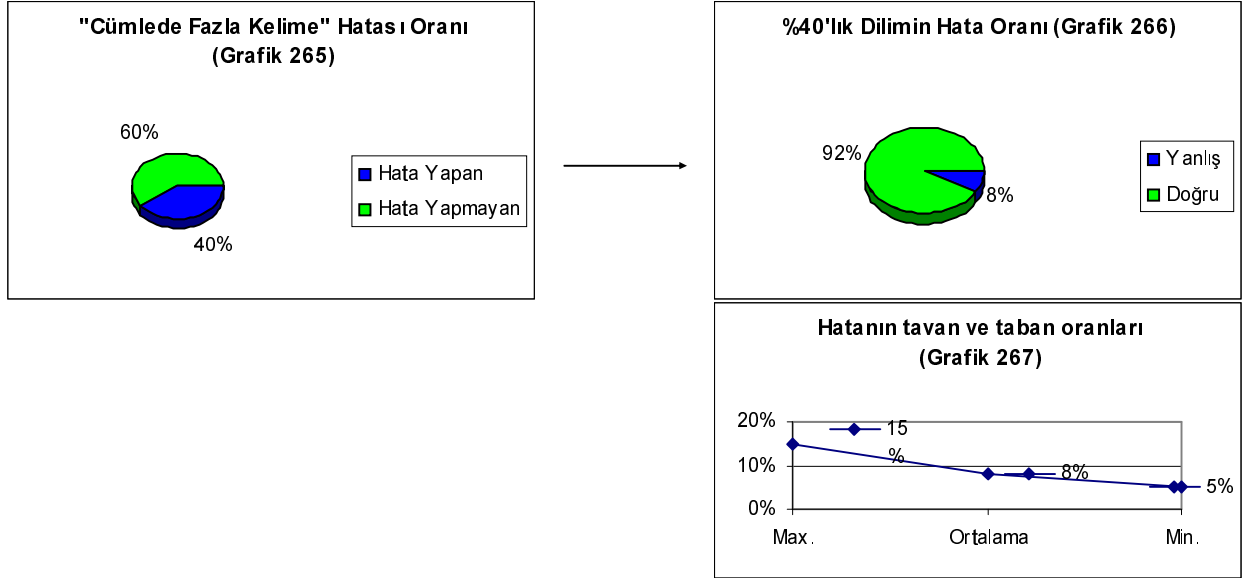 "Cümlede Fazla Kelime" Hatası Oranı
(Grafik 265)
60%
40%
Hata Yapan
Hata Yapmayan
%40'lık Dilimin Hata Oranı (Grafik 266)
92%
8%
Yanlış
Doğru
Hatanın tavan ve taban oranları
(Grafik 267)
20%
10%
0%
15
%
8%
5%
Max.
Ortalama
Min.